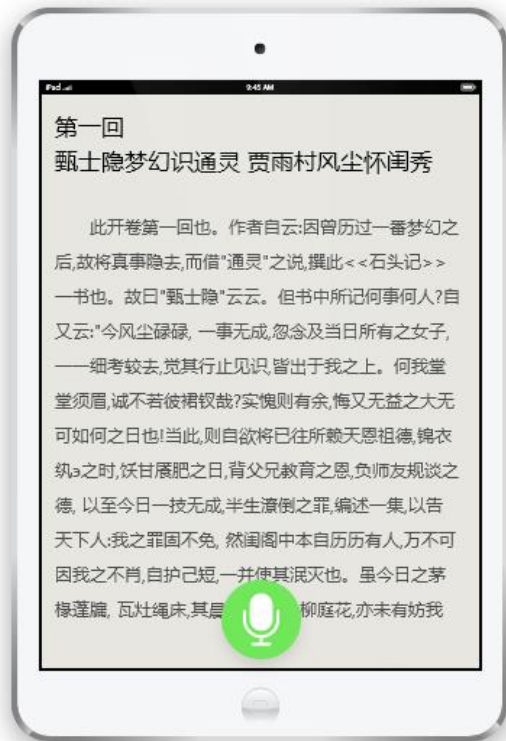 iPad
9:45 AM
第一回
甄士隐梦幻识通灵 贾雨村风尘怀闺秀
此开卷第一回也。作者自云:因曾历过一番梦幻之
后,故将真事隐去,而借"通灵"之说,撰此<<石头记>>
一书也。故曰"甄士隐"云云。但书中所记何事何人?自
又云:"今风尘碌碌, 一事无成,忽念及当日所有之女子,
一一细考较去,觉其行止见识,皆出于我之上。何我堂
堂须眉,诚不若彼裙钗哉?实愧则有余,悔又无益之大无
可如何之日也!当此,则自欲将已往所赖天恩祖德,锦衣
纨э之时,饫甘餍肥之日,背父兄教育之恩,负师友规谈之
德, 以至今日一技无成,半生潦倒之罪,编述一集,以告
天下人:我之罪固不免, 然闺阁中本自历历有人,万不可
因我之不肖,自护己短,一并使其泯灭也。虽今日之茅
椽蓬牖, 瓦灶绳床,其晨 柳庭花,亦未有妨我